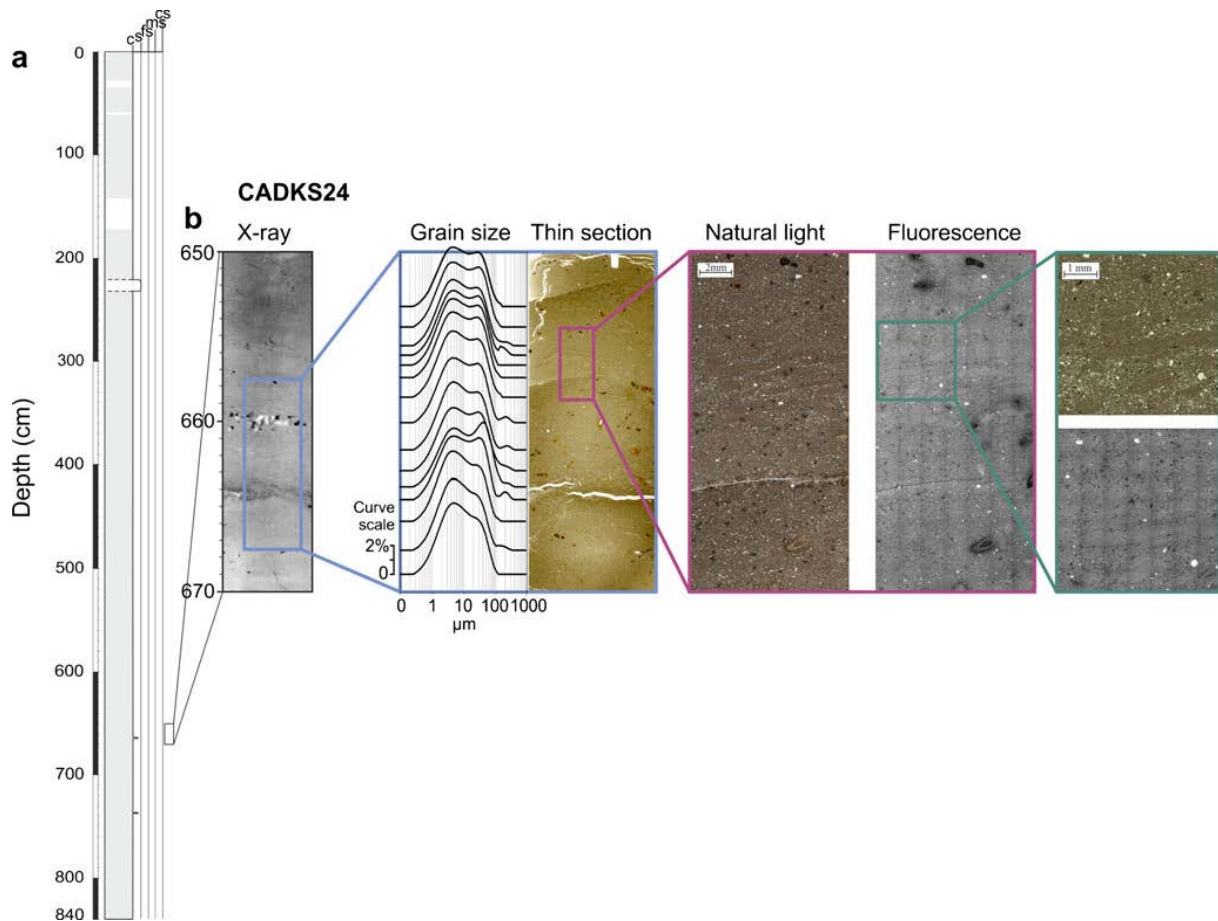 a
cs
fs
ms
cs
0
100
200
300
400
500
600
700
800
840
Depth (cm)
CADKS24
b
X-ray
Grain size
Thin section
Natural light
Fluorescence
650
660
670
Curve
scale
2%
0
0 1 10 100 1000
µm
2mm
1 mm